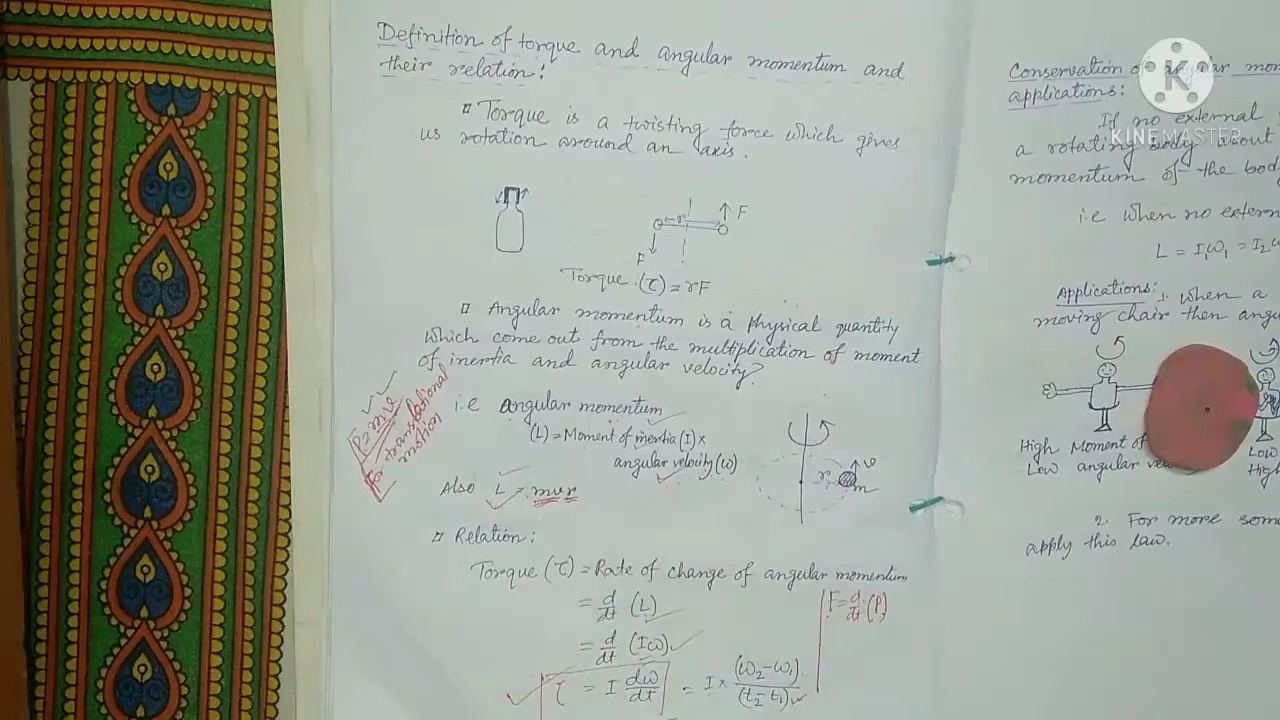 Definition of torque and angular momentum and
their relation:
Torque is a twisting force which gives
us rotation around an axis.
r
F
F
Torque (τ) = rF
Angular momentum is a physical quantity
which come out from the multiplication of moment
of inertia and angular velocity?
P=mv
for translational
motion
i.e angular momentum
(L) = Moment of inertia (I) x
angular velocity (ω)
Also L = mvr
r
v
m
Relation:
Torque (τ) = Rate of change of angular momentum
= d/dt (L)
F = d/dt (P)
= d/dt (Iω)
τ = I dω/dt = I x (ω2-ω1)/(t2-t1)
Conservation
applications:
If no external
a rotating body about
momentum of the body
i.e when no extern
L = I1ω1 = I2
Applications: 1. when a
moving chair then angu
High Moment of
Low angular
Low
High
2. For more som
apply this law.
K
KINEMASTER